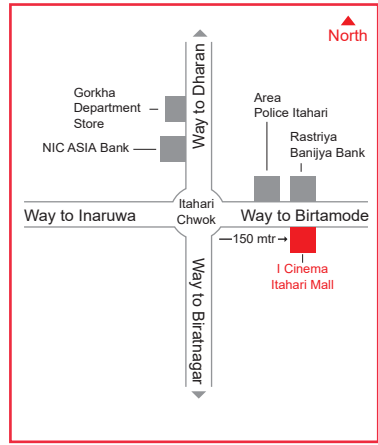 North
Gorkha
Department
Store
NIC ASIA Bank
Way to Dharan
Area
Police Itahari
Rastriya
Banijya Bank
Way to Inaruwa
Itahari
Chwok
Way to Birtamode
150 mtr
I Cinema
Itahari Mall
Way to Biratnagar